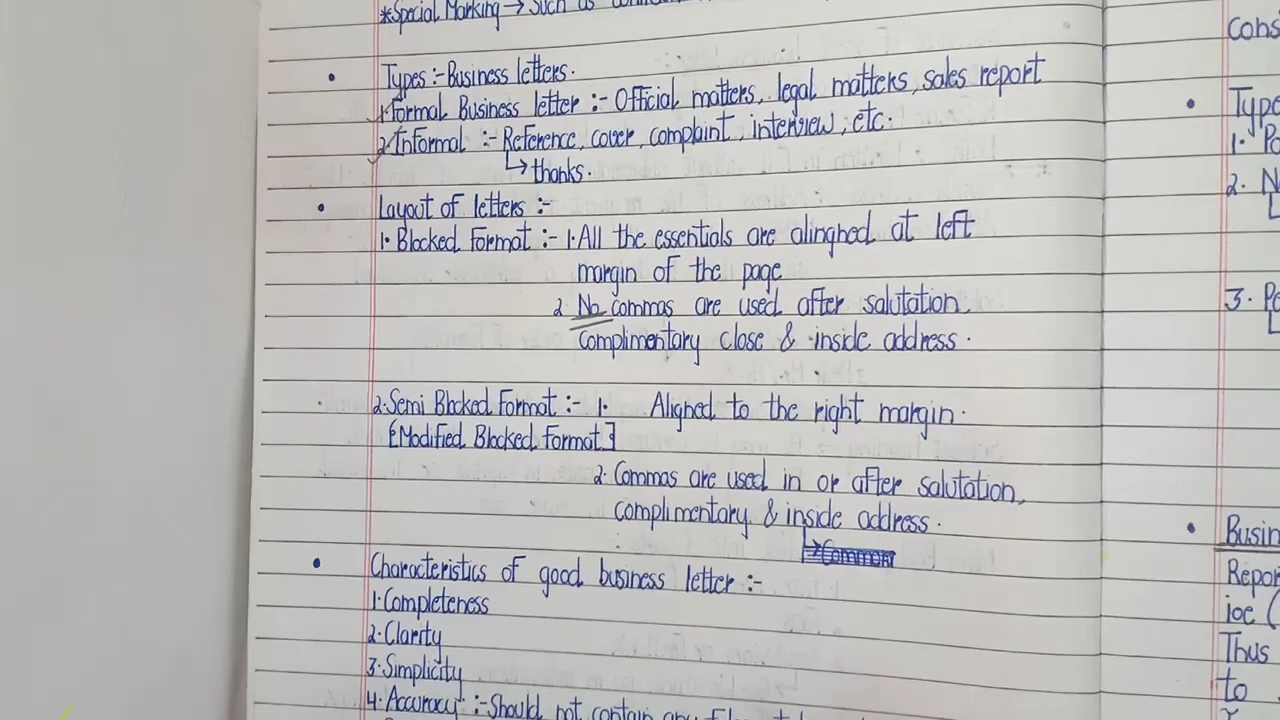 *Special Marking → Such as
• Types :- Business letters.
1. Formal Business letter :- Official matters, legal matters, sales report
2. Informal :- Reference, cover, complaint, interview, etc.
↳ thanks.
• Layout of letters :-
1. Blocked Format :- 1. All the essentials are alinghed at left
margin of the page
2 No commas are used after salutation,
complimentary close & inside address.
2. Semi Blocked Format :- 1. Aligned to the right margin.
[Modified Blocked Format]
2. Commas are used in or after salutation,
complimentary & inside address.
• Characteristics of good business letter :-
1. Completeness
2. Clarity
3. Simplicity
4. Accuracy :- Should not contain any
Cons
• Type
1. Po
2. N
3. Po
• Busin
Repor
ioc (
Thus
to